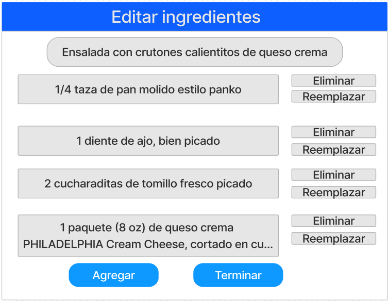 Editar ingredientes
Ensalada con crutones calientitos de queso crema
1/4 taza de pan molido estilo panko
Eliminar
Reemplazar
1 diente de ajo, bien picado
Eliminar
Reemplazar
2 cucharaditas de tomillo fresco picado
Eliminar
Reemplazar
1 paquete (8 oz) de queso crema
PHILADELPHIA Cream Cheese, cortado en cu...
Eliminar
Reemplazar
Agregar
Terminar